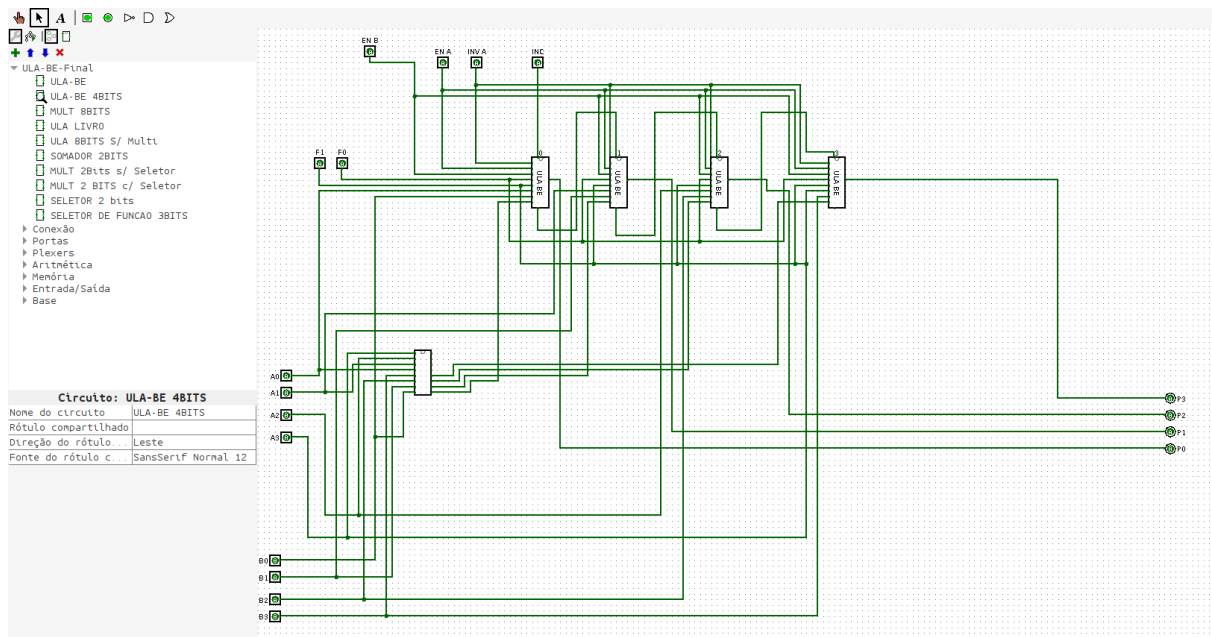 A
ULA-BE-Final
ULA-BE
ULA-BE 4BITS
MULT 8BITS
ULA LIVRO
ULA 8BITS S/ Multi
SOMADOR 2BITS
MULT 2Bits s/ Seletor
MULT 2 BITS c/ Seletor
SELETOR 2 bits
SELETOR DE FUNCAO 3BITS
Conexão
Portas
Plexers
Aritmética
Memória
Entrada/Saída
Base
Circuito: ULA-BE 4BITS
Nome do circuito ULA-BE 4BITS
Rótulo compartilhado
Direção do rótulo... Leste
Fonte do rótulo c... SansSerif Normal 12
EN B
EN A INV A INC
F1 F0
0 1 2 3
ULA BE ULA BE ULA BE ULA BE
A0
A1
A2
A3
P3
P2
P1
P0
B0
B1
B2
B3